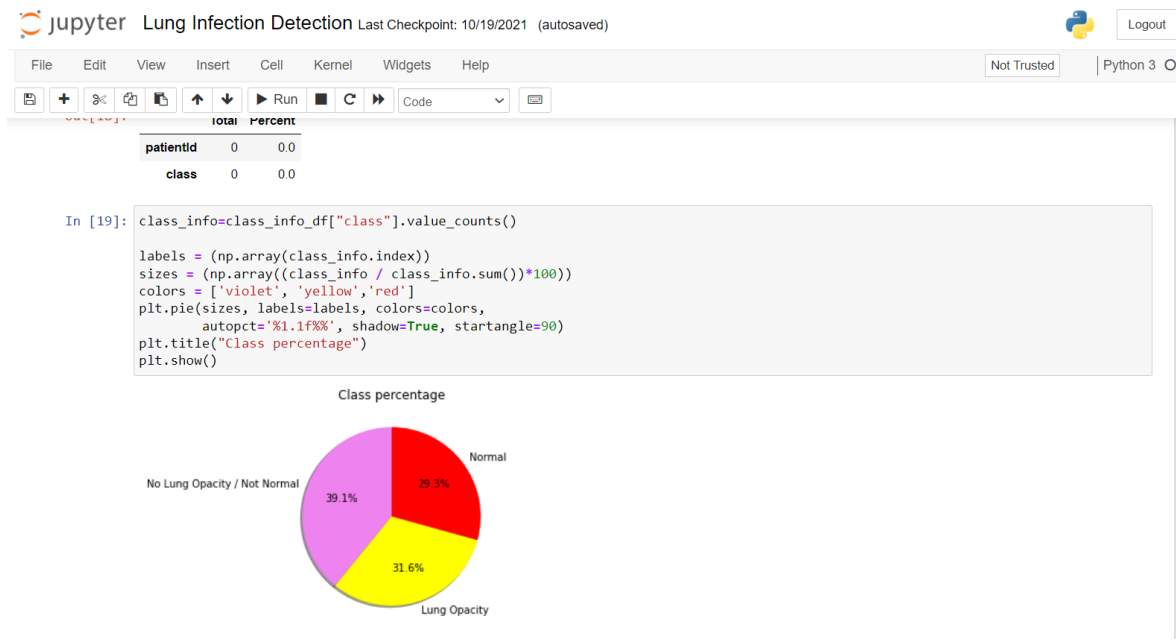 jupyter Lung Infection Detection Last Checkpoint: 10/19/2021 (autosaved)
Logout
File Edit View Insert Cell Kernel Widgets Help
Not Trusted
Python 3
Run
Code
Out[18]:
Total Percent
patientId 0 0.0
class 0 0.0
In [19]: class_info=class_info_df["class"].value_counts()
labels = (np.array(class_info.index))
sizes = (np.array((class_info / class_info.sum())*100))
colors = ['violet', 'yellow','red']
plt.pie(sizes, labels=labels, colors=colors,
        autopct='%1.1f%%', shadow=True, startangle=90)
plt.title("Class percentage")
plt.show()
Class percentage
Normal
No Lung Opacity / Not Normal
29.3%
39.1%
31.6%
Lung Opacity